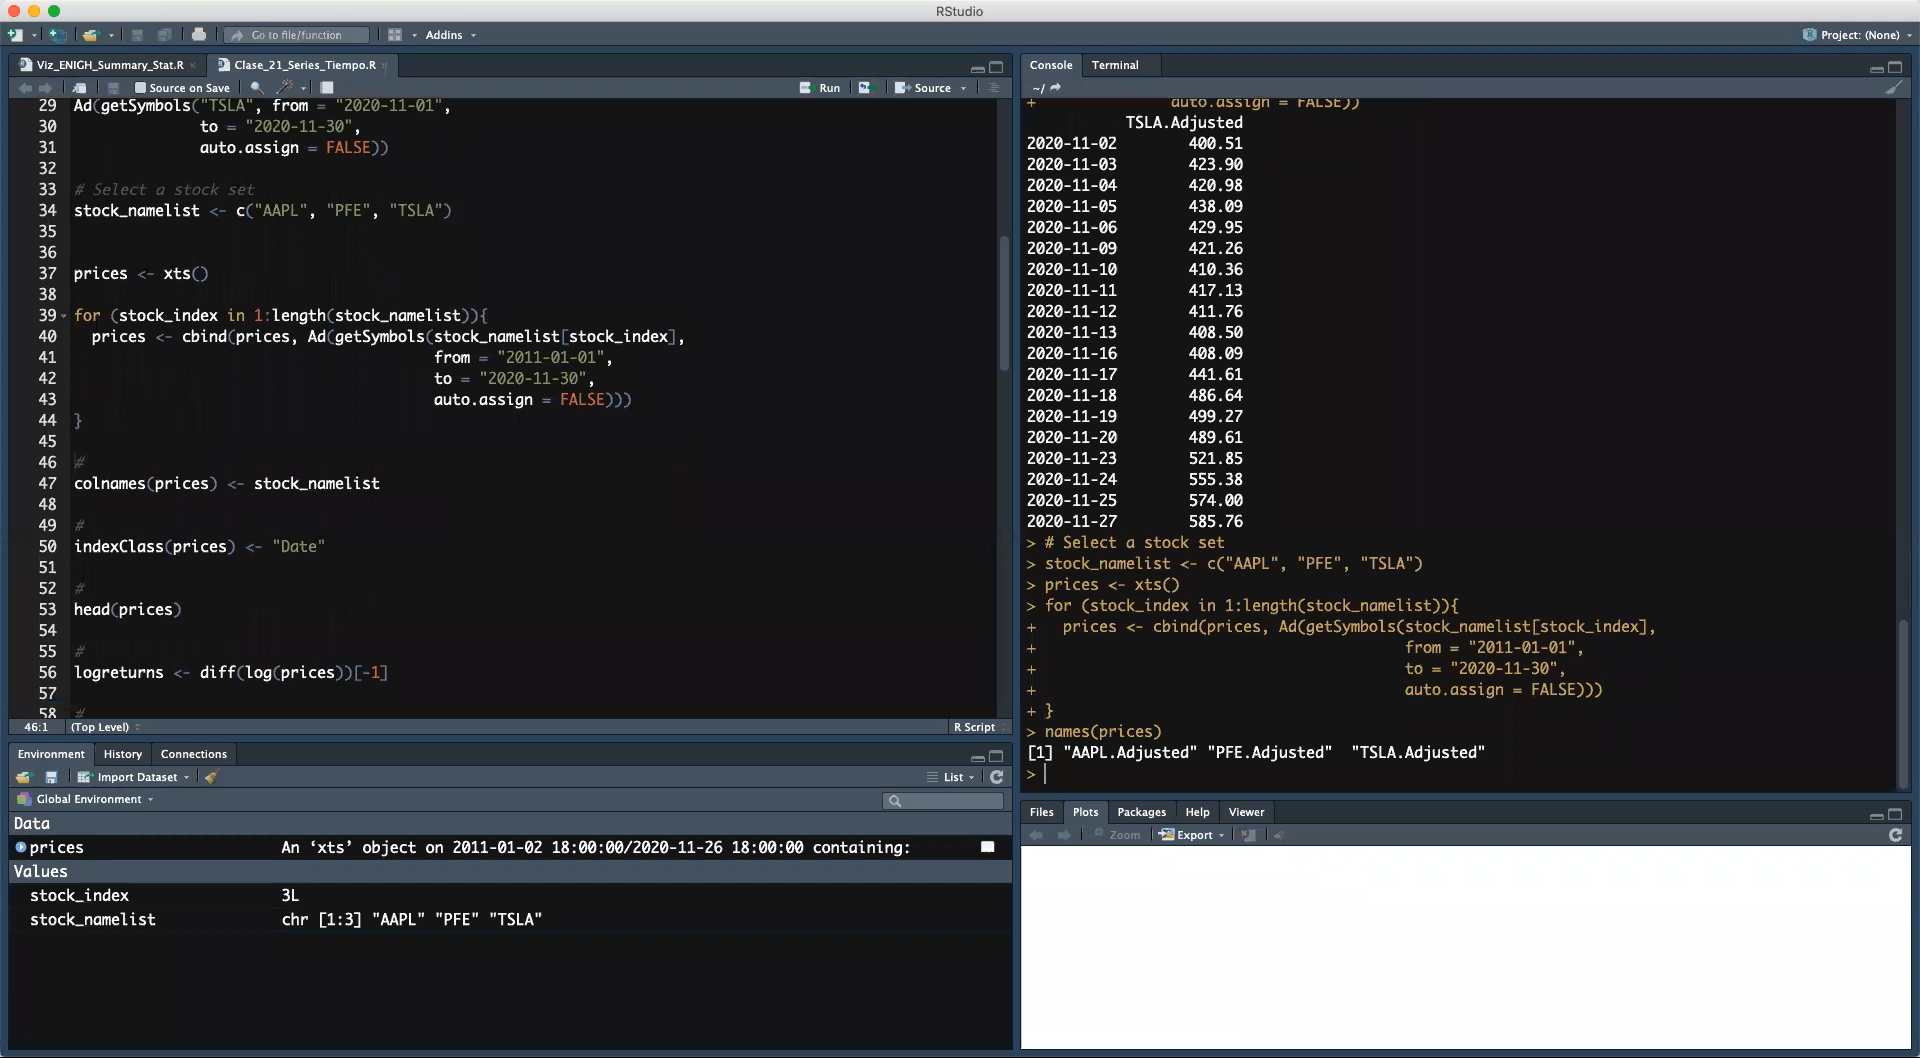 RStudio
Go to file/function
Addins
Project: (None)
Viz_ENIGH_Summary_Stat.R
Clase_21_Series_Tiempo.R
Source on Save
Run
Source
29 Ad(getSymbols("TSLA", from = "2020-11-01",
30 to = "2020-11-30",
31 auto.assign = FALSE))
32
33 # Select a stock set
34 stock_namelist <- c("AAPL", "PFE", "TSLA")
35
36
37 prices <- xts()
38
39 for (stock_index in 1:length(stock_namelist)){
40 prices <- cbind(prices, Ad(getSymbols(stock_namelist[stock_index],
41 from = "2011-01-01",
42 to = "2020-11-30",
43 auto.assign = FALSE)))
44 }
45
46 #
47 colnames(prices) <- stock_namelist
48
49 #
50 indexClass(prices) <- "Date"
51
52 #
53 head(prices)
54
55 #
56 logreturns <- diff(log(prices))[-1]
57
58 #
46:1 (Top Level) R Script
Environment History Connections
Import Dataset List
Global Environment
Data
prices An ‘xts’ object on 2011-01-02 18:00:00/2020-11-26 18:00:00 containing:
Values
stock_index 3L
stock_namelist chr [1:3] "AAPL" "PFE" "TSLA"
Console Terminal
~/
+ auto.assign = FALSE))
TSLA.Adjusted
2020-11-02 400.51
2020-11-03 423.90
2020-11-04 420.98
2020-11-05 438.09
2020-11-06 429.95
2020-11-09 421.26
2020-11-10 410.36
2020-11-11 417.13
2020-11-12 411.76
2020-11-13 408.50
2020-11-16 408.09
2020-11-17 441.61
2020-11-18 486.64
2020-11-19 499.27
2020-11-20 489.61
2020-11-23 521.85
2020-11-24 555.38
2020-11-25 574.00
2020-11-27 585.76
> # Select a stock set
> stock_namelist <- c("AAPL", "PFE", "TSLA")
> prices <- xts()
> for (stock_index in 1:length(stock_namelist)){
+ prices <- cbind(prices, Ad(getSymbols(stock_namelist[stock_index],
+ from = "2011-01-01",
+ to = "2020-11-30",
+ auto.assign = FALSE)))
+ }
> names(prices)
[1] "AAPL.Adjusted" "PFE.Adjusted" "TSLA.Adjusted"
>
Files Plots Packages Help Viewer
Zoom Export